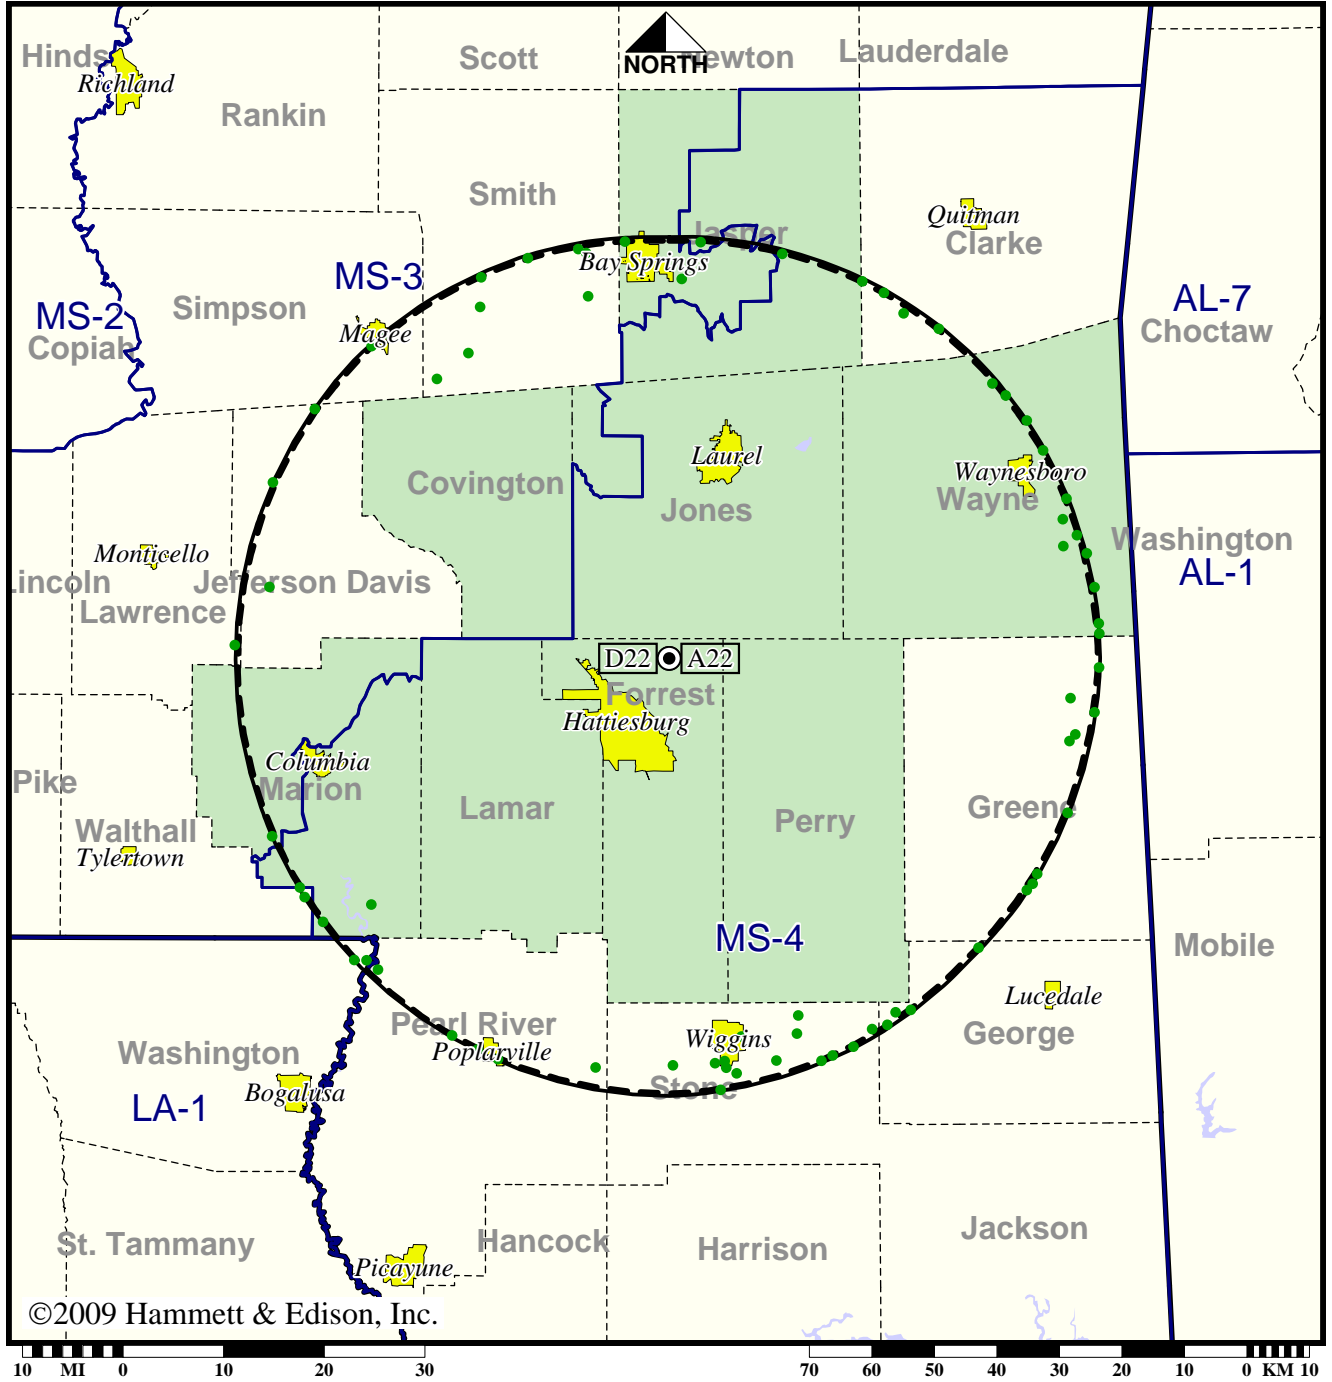 Hinds
Richland
Rankin
Scott
NORTH
Newton
Lauderdale
Smith
Quitman
Clarke
Jasper
Bay Springs
MS-3
Simpson
MS-2
Copiah
Magee
AL-7
Choctaw
Laurel
Covington
Jones
Waynesboro
Wayne
Washington
AL-1
Monticello
Lincoln
Jefferson Davis
Lawrence
D22
A22
Forrest
Hattiesburg
Columbia
Marion
Pike
Lamar
Perry
Greene
Walthall
Tylertown
MS-4
Mobile
Lucedale
George
Pearl River
Poplarville
Wiggins
Washington
Stone
Bogalusa
LA-1
St. Tammany
Hancock
Harrison
Jackson
Picayune
©2009 Hammett & Edison, Inc.
10 MI 0 10 20 30
70 60 50 40 30 20 10 0 KM 10